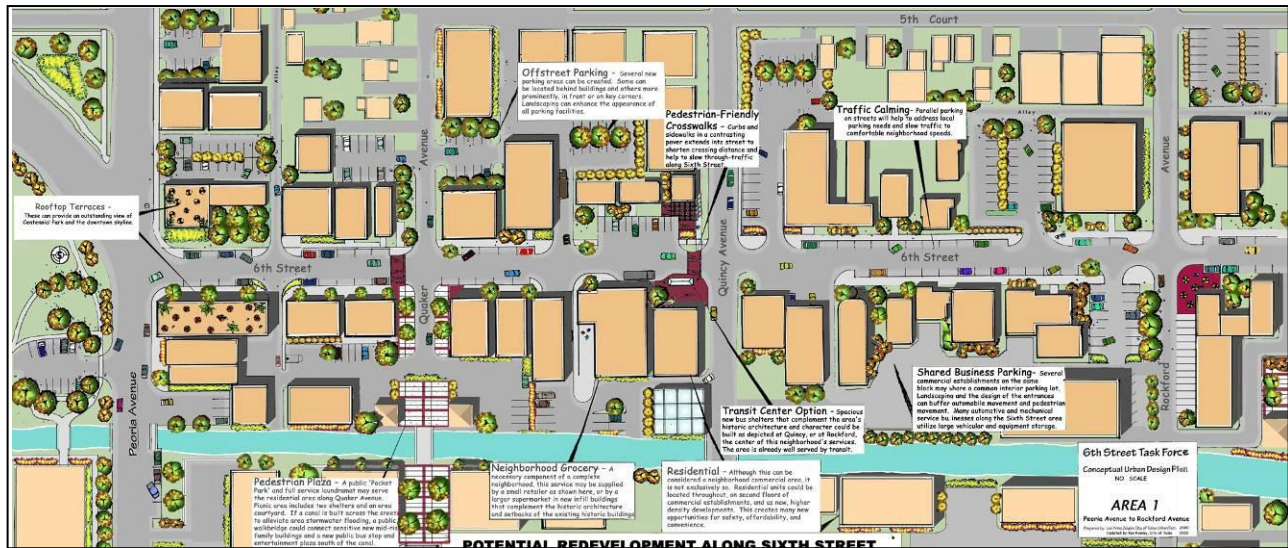 5th Court
Offstreet Parking - Several new
parking areas can be created. Some can
be located behind buildings and others more
prominently, in front or on key corners.
Landscaping can enhance the appearance of
all parking facilities.
Pedestrian-Friendly
Crosswalks - Curbs and
sidewalks in a contrasting
paver extends into street to
shorten crossing distance and
help to slow through-traffic
along Sixth Street.
Traffic Calming- Parallel parking
on streets will help to address local
parking needs and slow traffic to
comfortable neighborhood speeds.
Alley
Alley
Alley
Avenue
Avenue
Rooftop Terraces -
These can provide an outstanding view of
Centennial Park and the downtown skyline.
6th Street
6th Street
Quincy Avenue
Quaker
Peoria Avenue
Rockford
Shared Business Parking- Several
commercial establishments on the same
block may share a common interior parking lot.
Landscaping and the design of the entrances
can buffer automobile movement and pedestrian
movement. Many automotive and mechanical
service businesses along the Sixth Street area
utilize large vehicular and equipment storage.
Transit Center Option - Spacious
new bus shelters that complement the area's
historic architecture and character could be
built as depicted at Quincy, or at Rockford,
the center of this neighborhood's services.
The area is already well served by transit.
Pedestrian Plaza - A public 'Pocket
Park' and full service laundromat may serve
the residential area along Quaker Avenue.
Picnic area includes two shelters and an open
courtyard. If a canal is built across the street
to alleviate area stormwater flooding, a public
walkbridge could connect sensitive new mid-rise
family buildings and a new public bus stop and
entertainment plaza south of the canal.
Neighborhood Grocery - A
necessary component of a complete
neighborhood, this service may be supplied
by a small retailer as shown here, or by a
larger supermarket in new infill buildings
that complement the historic architecture
and setbacks of the existing historic buildings
Residential - Although this can be
considered a neighborhood commercial area, it
is not exclusively so. Residential units could be
located throughout, on second floors of
commercial establishments, and as new, higher
density developments. This creates many new
opportunities for safety, affordability, and
convenience.
6th Street Task Force
Conceptual Urban Design Plan
NO SCALE
AREA 1
Peoria Avenue to Rockford Avenue
POTENTIAL REDEVELOPMENT ALONG SIXTH STREET